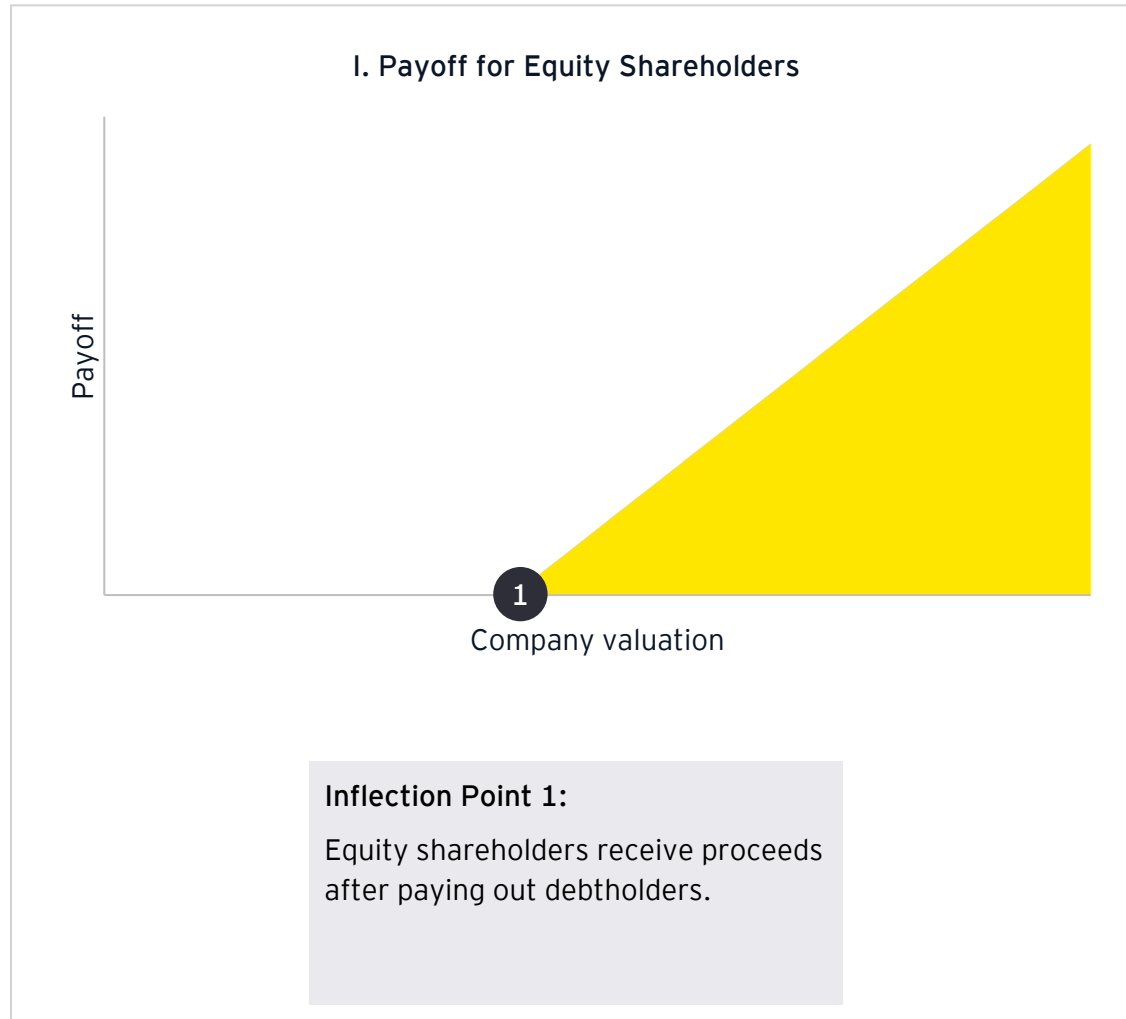 I. Payoff for Equity Shareholders
Payoff
1
Company valuation
Inflection Point 1:
Equity shareholders receive proceeds
after paying out debtholders.